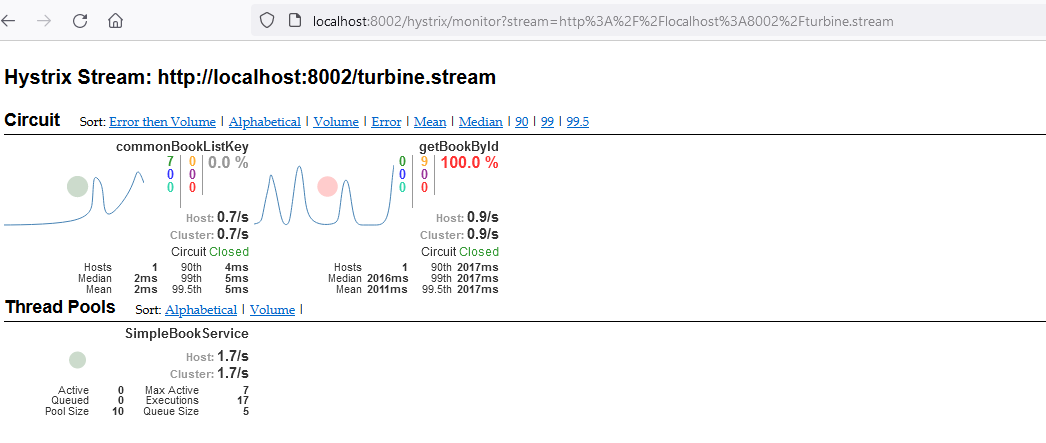 localhost:8002/hystrix/monitor?stream=http%3A%2F%2Flocalhost%3A8002%2Fturbine.stream
Hystrix Stream: http://localhost:8002/turbine.stream
Circuit Sort: Error then Volume | Alphabetical | Volume | Error | Mean | Median | 90 | 99 | 99.5
commonBookListKey
7 0 0.0 %
0 0
0 0
Host: 0.7/s
Cluster: 0.7/s
Circuit Closed
Hosts 1 90th 4ms
Median 2ms 99th 5ms
Mean 2ms 99.5th 5ms
getBookById
0 9 100.0 %
0 0
0 0
Host: 0.9/s
Cluster: 0.9/s
Circuit Closed
Hosts 1 90th 2017ms
Median 2016ms 99th 2017ms
Mean 2011ms 99.5th 2017ms
Thread Pools Sort: Alphabetical | Volume |
SimpleBookService
Host: 1.7/s
Cluster: 1.7/s
Active 0 Max Active 7
Queued 0 Executions 17
Pool Size 10 Queue Size 5